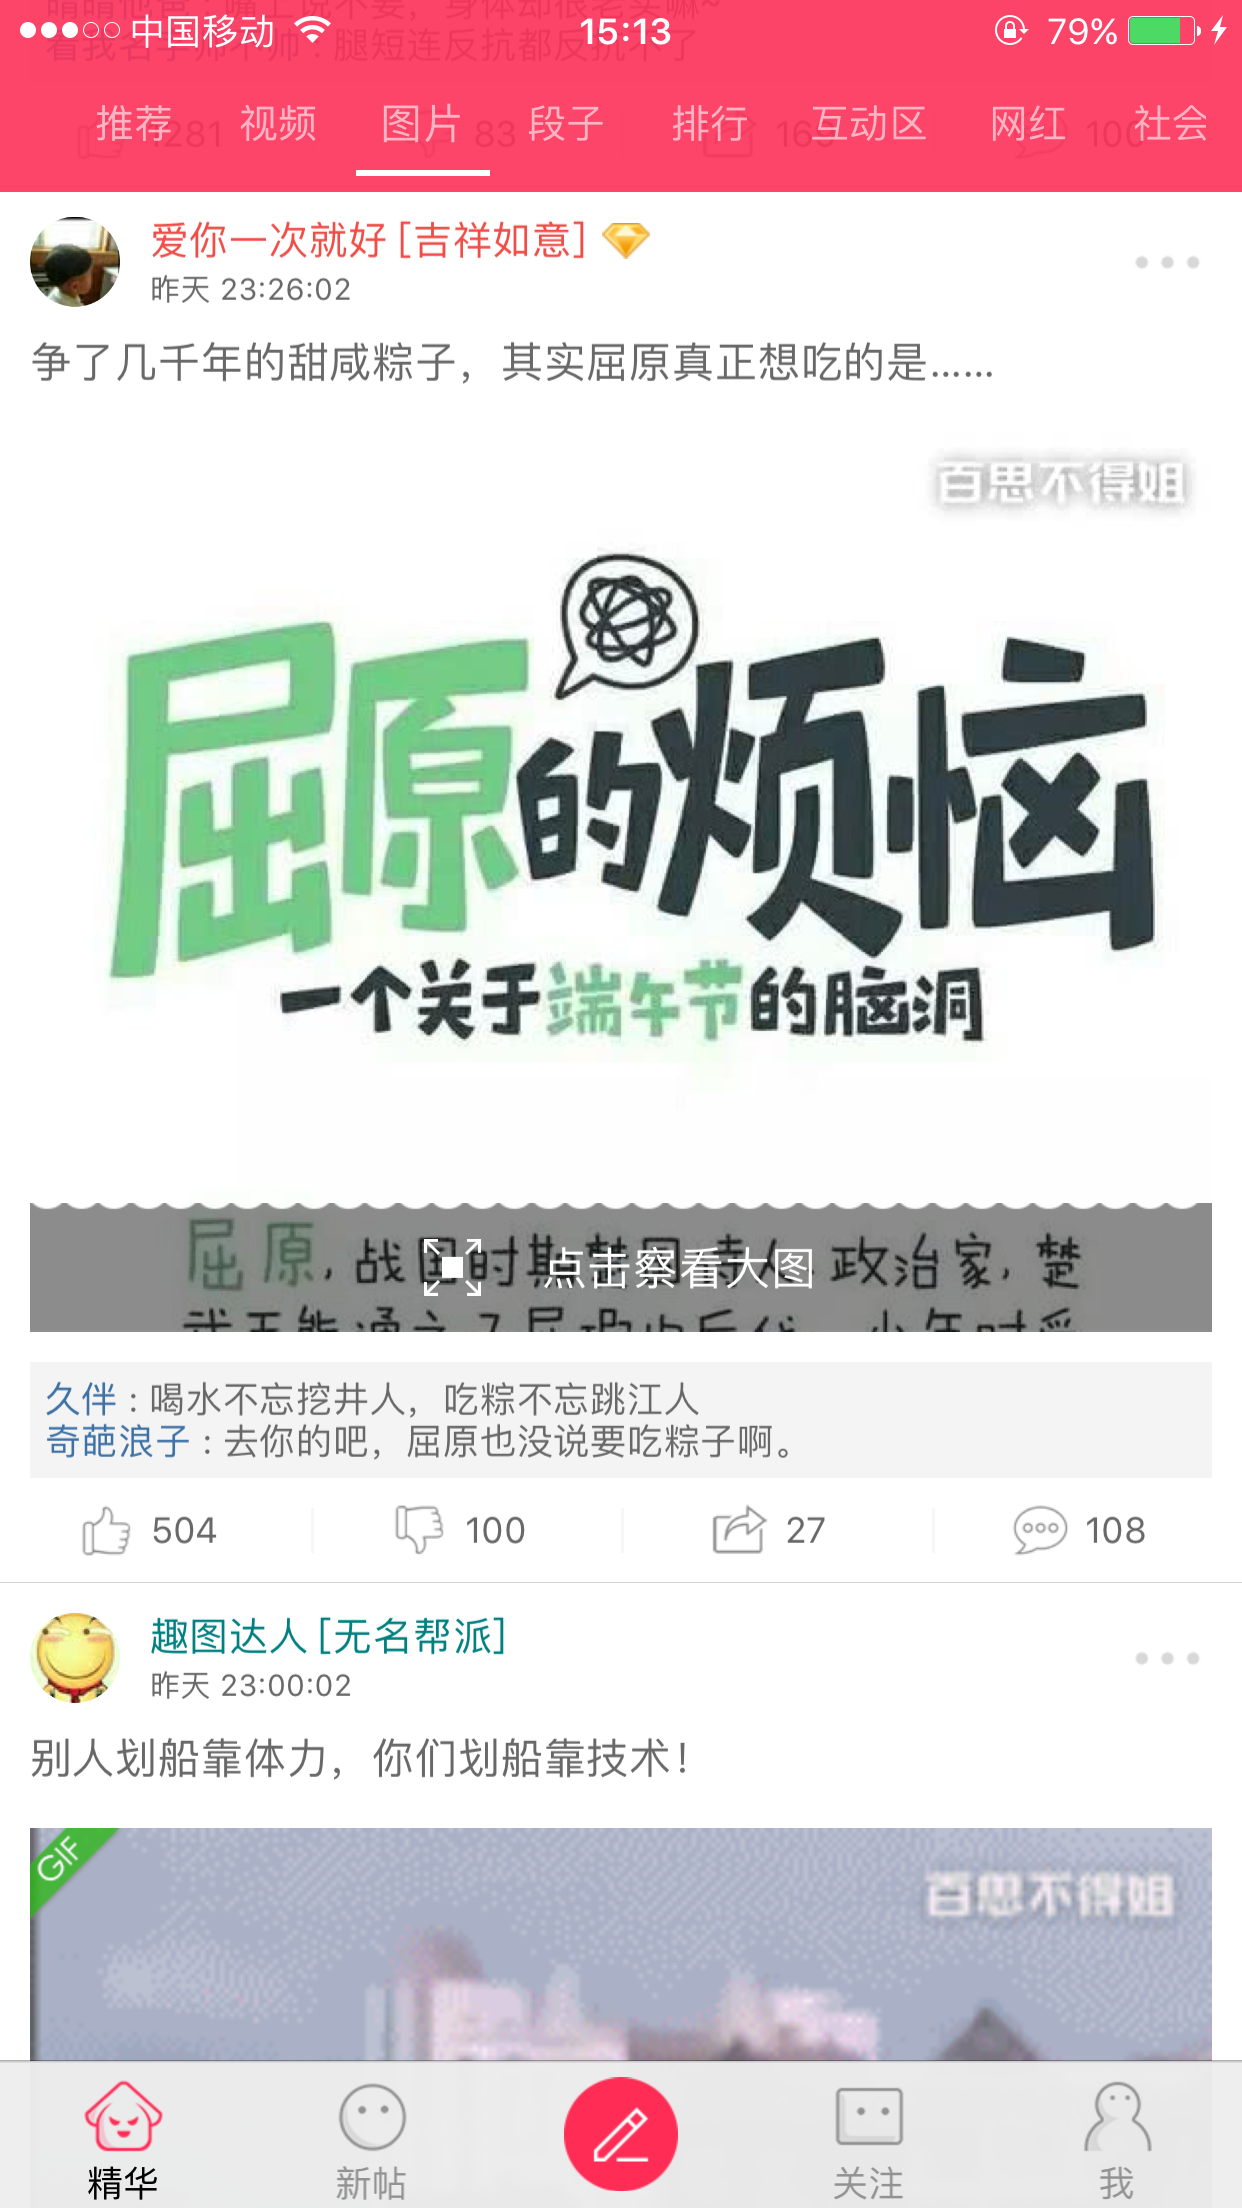 中国移动 15:13 79%
推荐 视频 图片 段子 排行 互动区 网红 社会
281 83 100
爱你一次就好[吉祥如意]
昨天 23:26:02
争了几千年的甜咸粽子，其实屈原真正想吃的是......
百思不得姐
屈原的烦恼
一个关于端午节的脑洞
点击察看大图
屈原，战国时期楚国诗人，政治家，楚
久伴：喝水不忘挖井人，吃粽不忘跳江人
奇葩浪子：去你的吧，屈原也没说要吃粽子啊。
504 100 27 108
趣图达人[无名帮派]
昨天 23:00:02
别人划船靠体力，你们划船靠技术！
GIF
百思不得姐
精华 新帖 关注 我